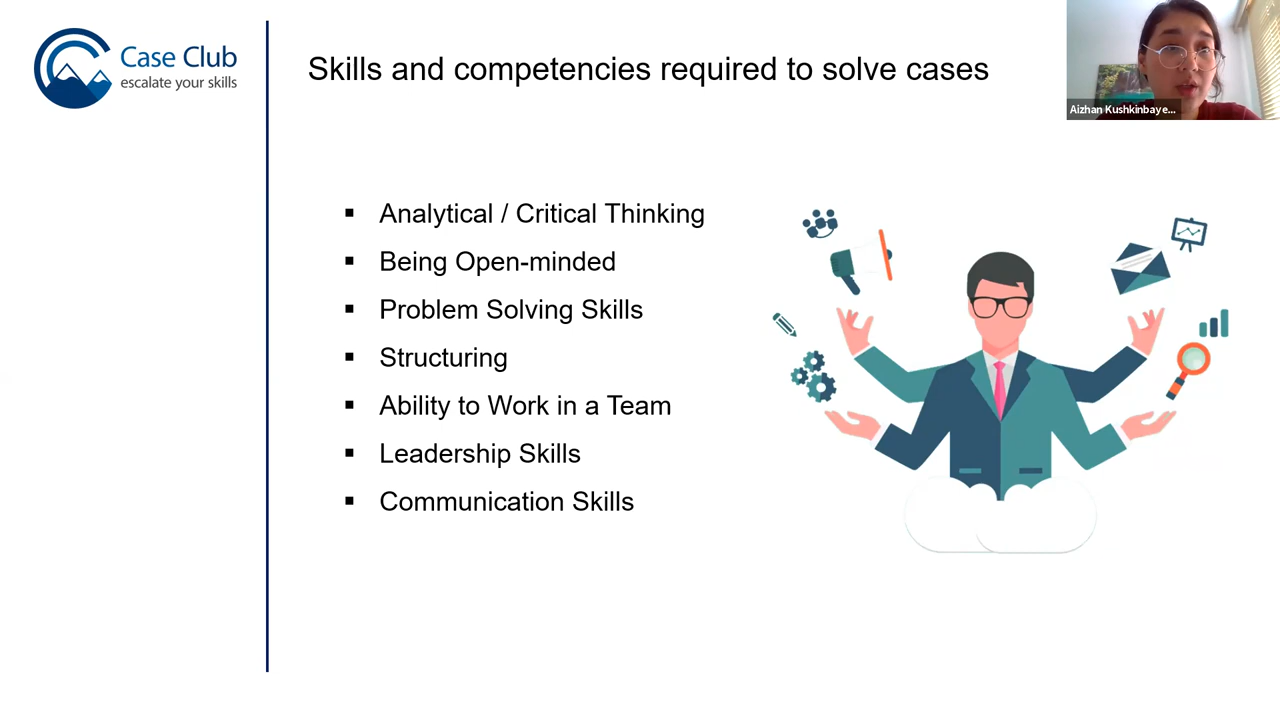 Case Club
escalate your skills
Skills and competencies required to solve cases
Aizhan Kushkinbaye...
Analytical / Critical Thinking
Being Open-minded
Problem Solving Skills
Structuring
Ability to Work in a Team
Leadership Skills
Communication Skills